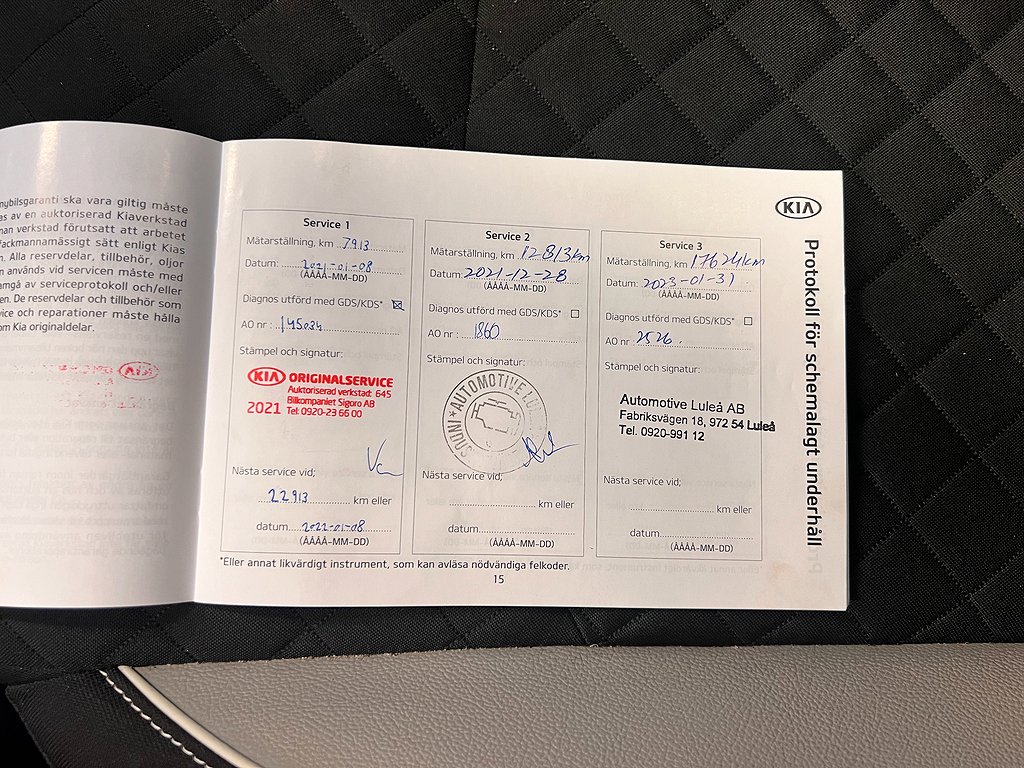 nybilsgaranti ska vara giltig måste
as av en auktoriserad Kiaverkstad
nan verkstad förutsatt att arbetet
fackmannamässigt sätt enligt Kias
n. Alla reservdelar, tillbehör, oljor
n används vid servicen måste med
amgå av serviceprotokoll och/eller
en. De reservdelar och tillbehör som
vice och reparationer måste hålla
om Kia originaldelar.
KIA
Protokoll för schemalagt underhåll
Service 1
Mätarställning, km 7913
Datum: 2021-01-08
(ÅÅÅÅ-MM-DD)
Diagnos utförd med GDS/KDS* ☒
AO nr: 145034
Stämpel och signatur:
KIA ORIGINALSERVICE
Auktoriserad verkstad: 645
Bilkompaniet Sigoro AB
2021 Tel: 0920-23 66 00
Nästa service vid;
22913 km eller
datum 2022-01-08
(ÅÅÅÅ-MM-DD)
Service 2
Mätarställning, km 12813km
Datum: 2021-12-28
(ÅÅÅÅ-MM-DD)
Diagnos utförd med GDS/KDS* ☐
AO nr: 1860
Stämpel och signatur:
AUTOMOTIVE
Nästa service vid;
km eller
datum
(ÅÅÅÅ-MM-DD)
Service 3
Mätarställning, km 17624km
Datum: 2023-01-31
(ÅÅÅÅ-MM-DD)
Diagnos utförd med GDS/KDS* ☐
AO nr: 2526
Stämpel och signatur:
Automotive Luleå AB
Fabriksvägen 18, 972 54 Luleå
Tel. 0920-991 12
Nästa service vid;
km eller
datum
(ÅÅÅÅ-MM-DD)
*Eller annat likvärdigt instrument, som kan avläsa nödvändiga felkoder.
15